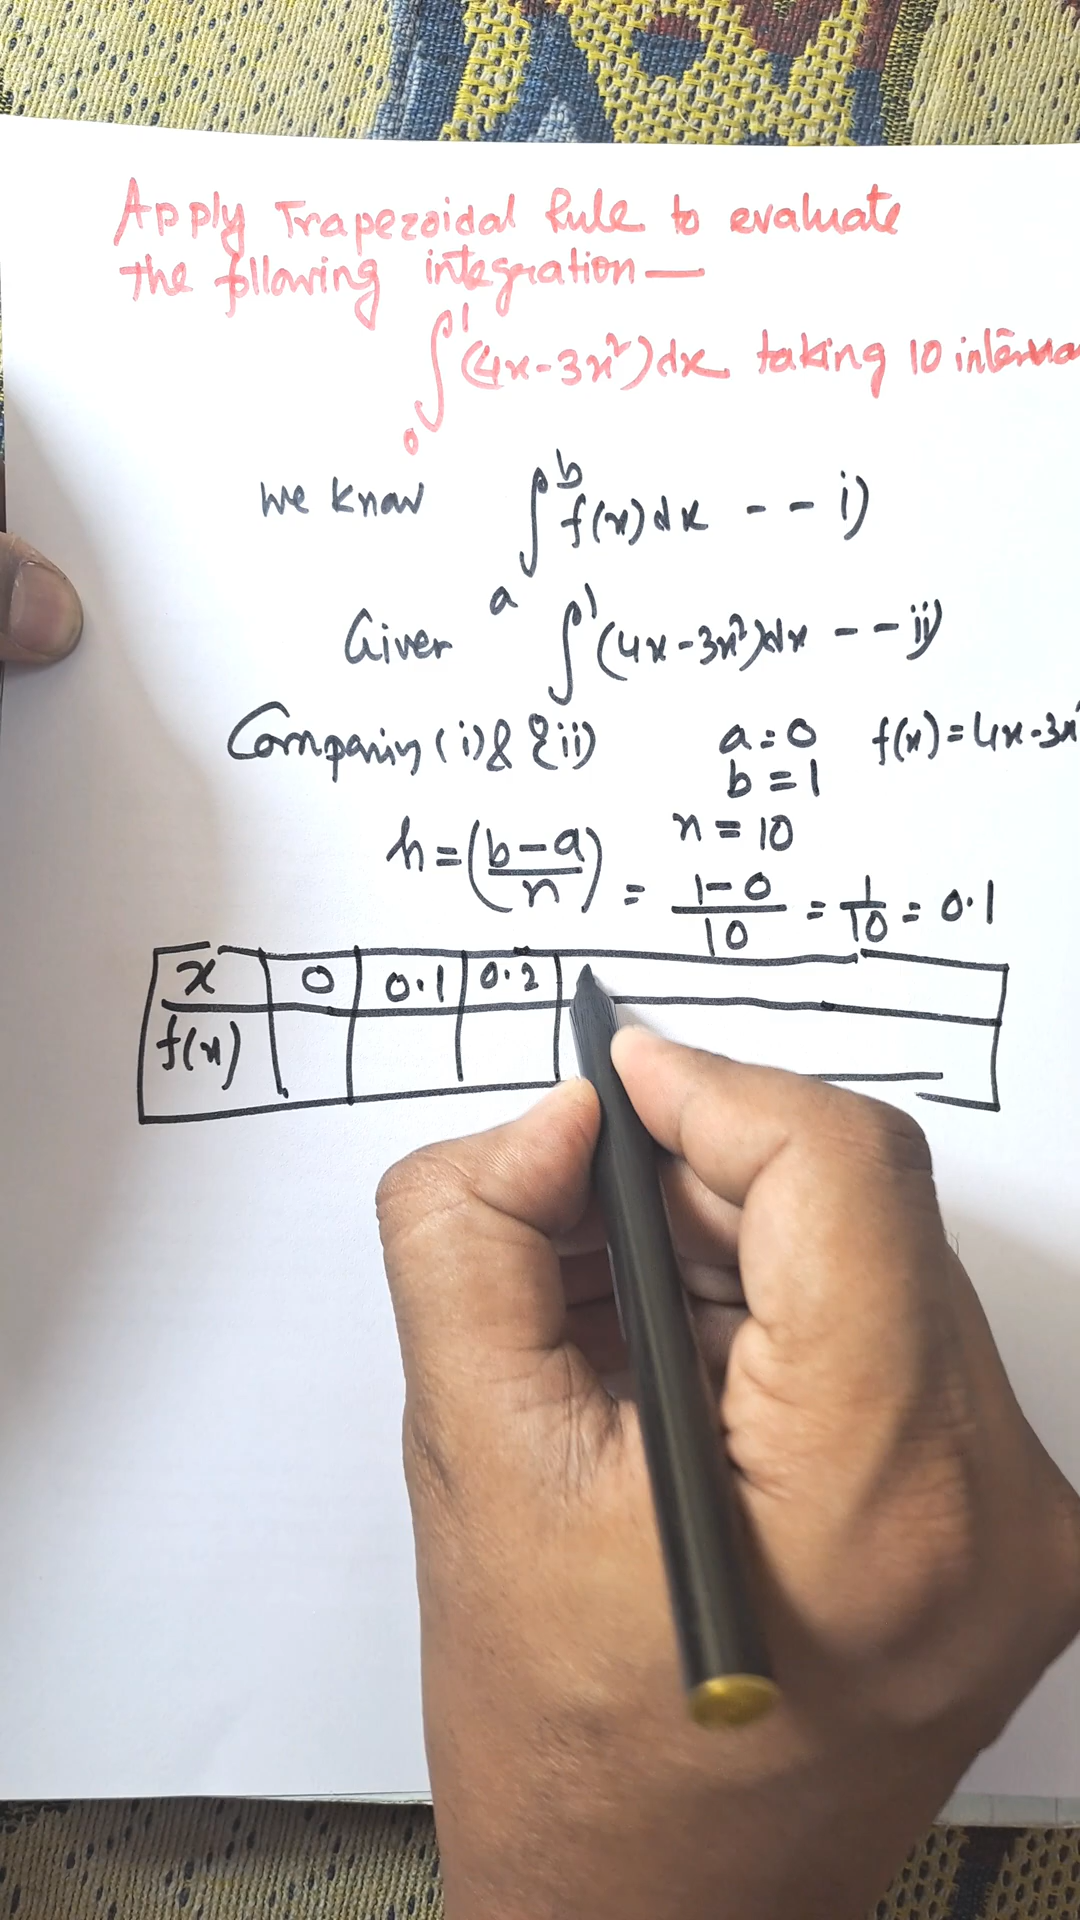 Apply Trapezoidal Rule to evaluate
the following integration —
∫₀¹ (4x-3x²)dx taking 10 interva
we know ∫ₐᵇ f(x)dx -- i)
Given ∫¹ (4x-3x²)dx -- ii)
Comparing (i) & (ii) a=0 f(x)=4x-3x²
b=1
n=10
h=(b-a/n) = 1-0/10 = 1/10 = 0.1
x 0 0.1 0.2
f(x)